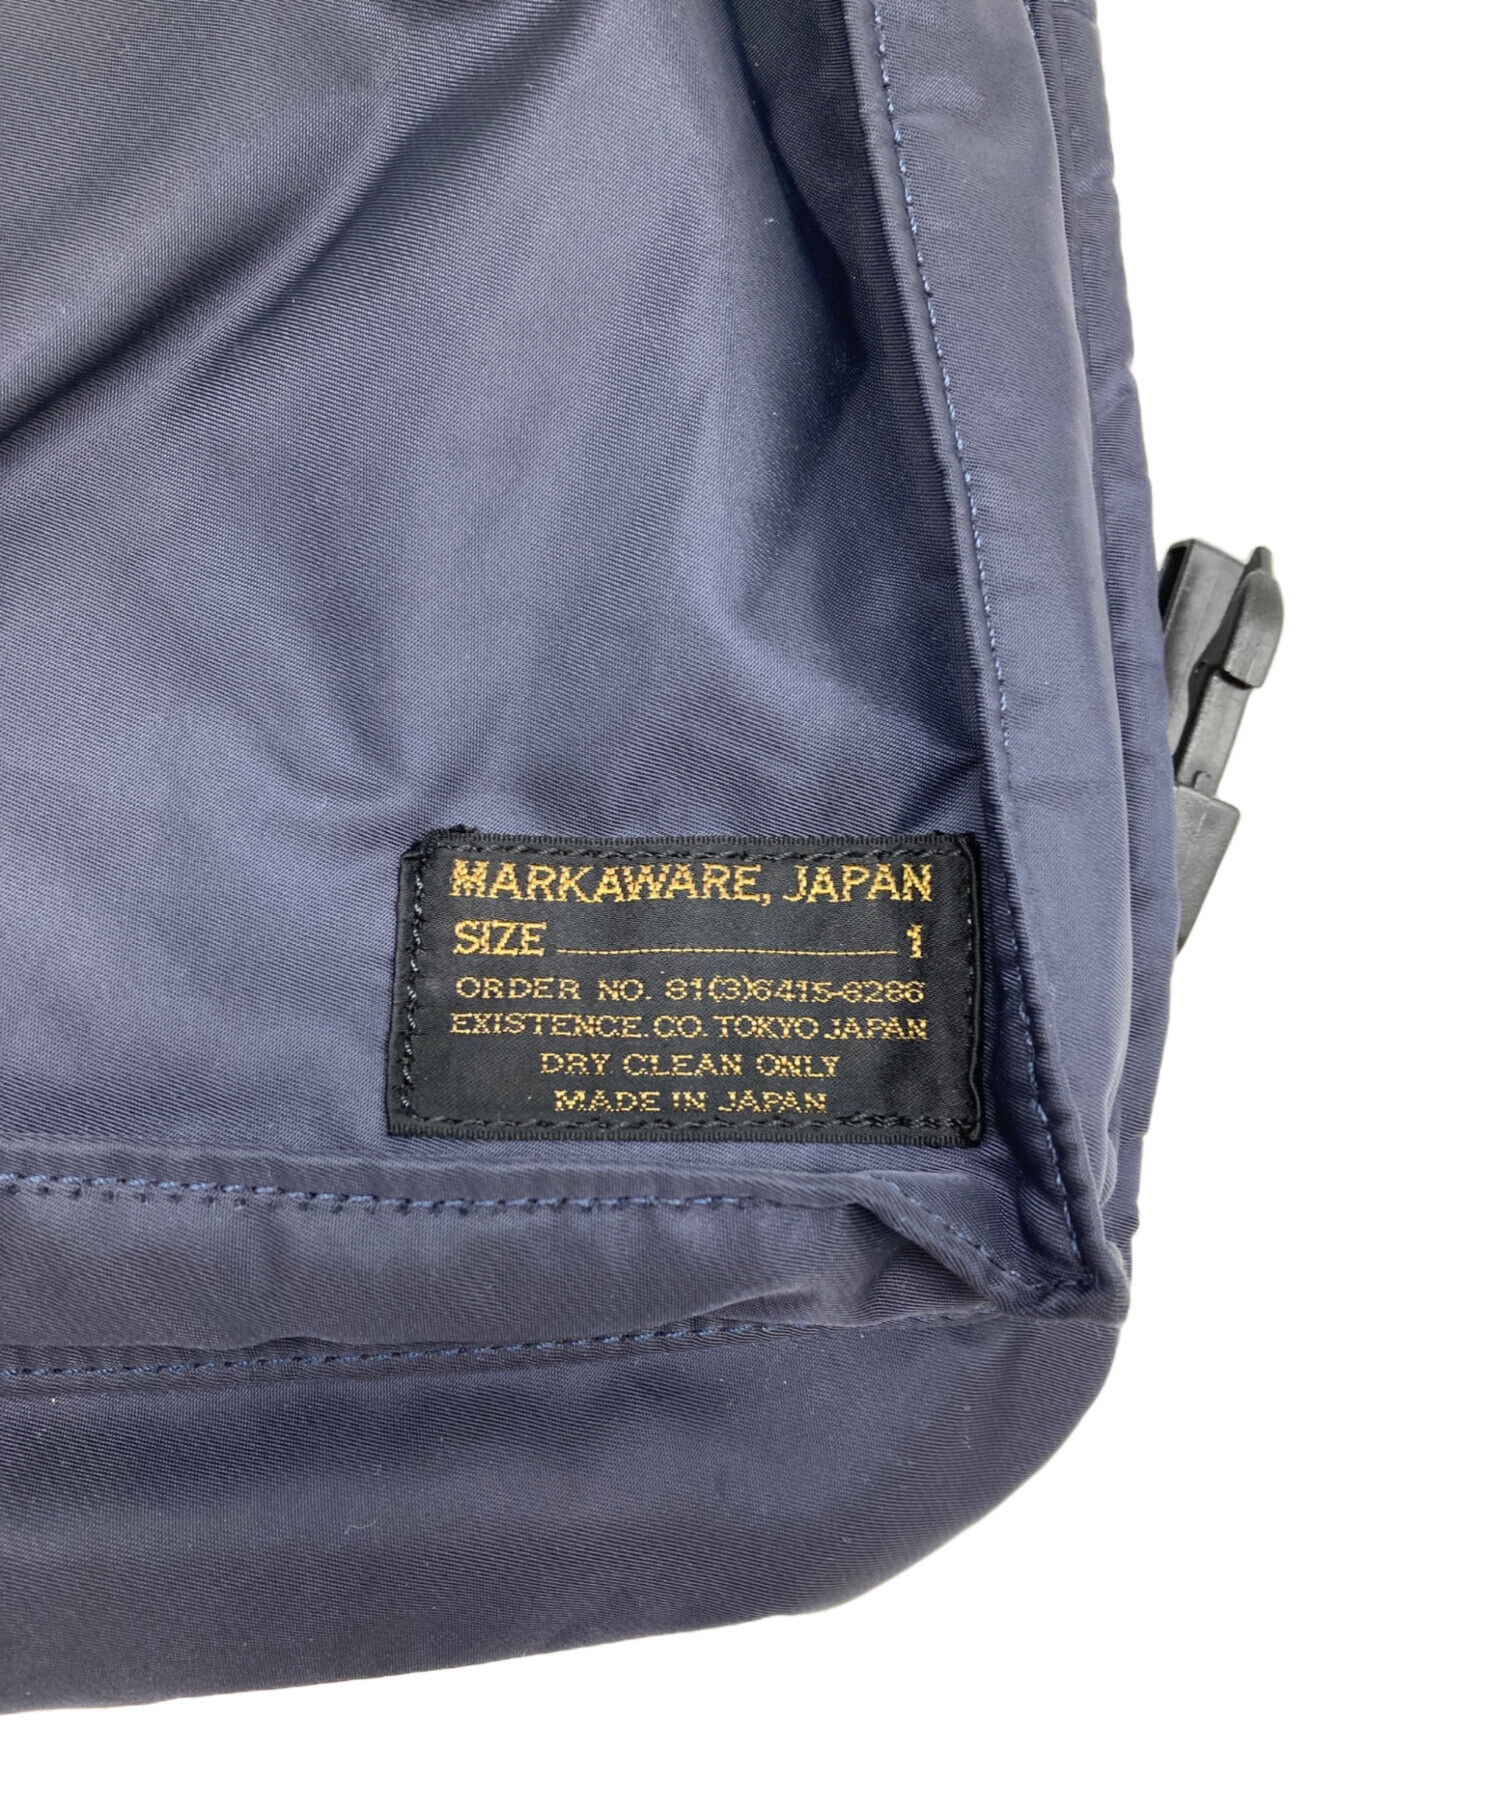 MARKAWARE, JAPAN
SIZE 1
ORDER NO. 81(3)6415-6286
EXISTENCE.CO. TOKYO JAPAN
DRY CLEAN ONLY
MADE IN JAPAN